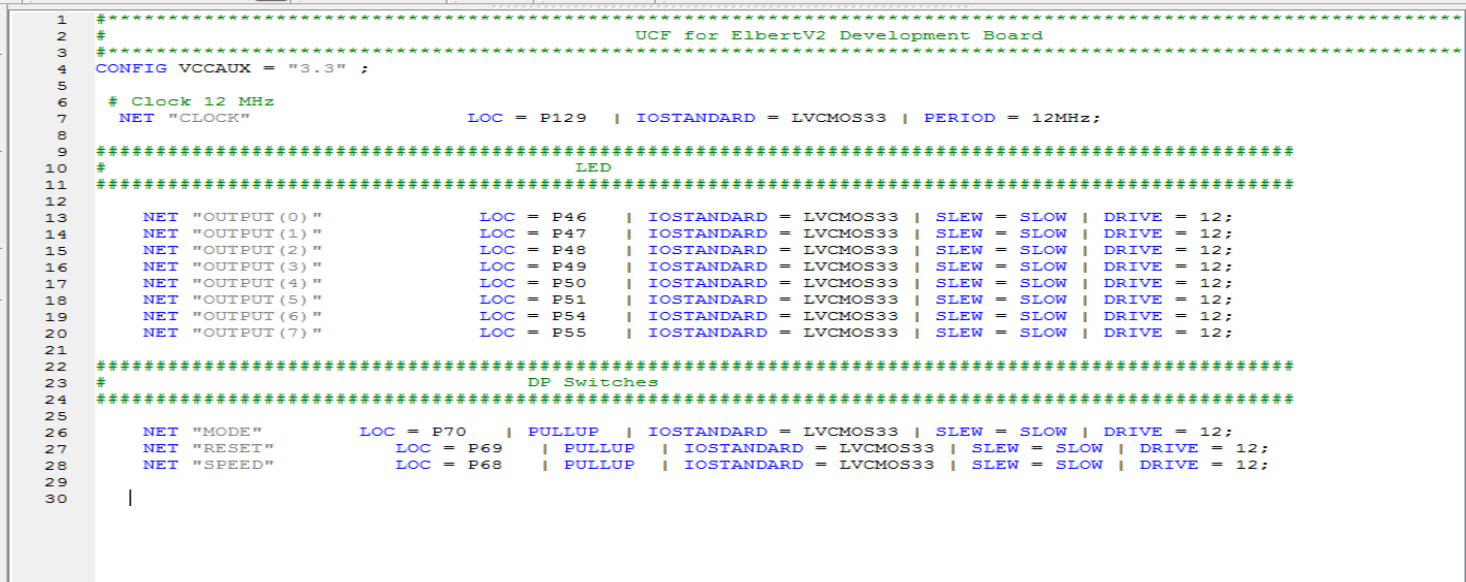 1 #******************************************************************************************************************
2 # UCF for ElbertV2 Development Board
3 #******************************************************************************************************************
4 CONFIG VCCAUX = "3.3" ;
5
6 # Clock 12 MHz
7 NET "CLOCK" LOC = P129 | IOSTANDARD = LVCMOS33 | PERIOD = 12MHz;
8
9 ####################################################################################################
10 # LED
11 ####################################################################################################
12
13 NET "OUTPUT(0)" LOC = P46 | IOSTANDARD = LVCMOS33 | SLEW = SLOW | DRIVE = 12;
14 NET "OUTPUT(1)" LOC = P47 | IOSTANDARD = LVCMOS33 | SLEW = SLOW | DRIVE = 12;
15 NET "OUTPUT(2)" LOC = P48 | IOSTANDARD = LVCMOS33 | SLEW = SLOW | DRIVE = 12;
16 NET "OUTPUT(3)" LOC = P49 | IOSTANDARD = LVCMOS33 | SLEW = SLOW | DRIVE = 12;
17 NET "OUTPUT(4)" LOC = P50 | IOSTANDARD = LVCMOS33 | SLEW = SLOW | DRIVE = 12;
18 NET "OUTPUT(5)" LOC = P51 | IOSTANDARD = LVCMOS33 | SLEW = SLOW | DRIVE = 12;
19 NET "OUTPUT(6)" LOC = P54 | IOSTANDARD = LVCMOS33 | SLEW = SLOW | DRIVE = 12;
20 NET "OUTPUT(7)" LOC = P55 | IOSTANDARD = LVCMOS33 | SLEW = SLOW | DRIVE = 12;
21
22 ####################################################################################################
23 # DP Switches
24 ####################################################################################################
25
26 NET "MODE" LOC = P70 | PULLUP | IOSTANDARD = LVCMOS33 | SLEW = SLOW | DRIVE = 12;
27 NET "RESET" LOC = P69 | PULLUP | IOSTANDARD = LVCMOS33 | SLEW = SLOW | DRIVE = 12;
28 NET "SPEED" LOC = P68 | PULLUP | IOSTANDARD = LVCMOS33 | SLEW = SLOW | DRIVE = 12;
29
30